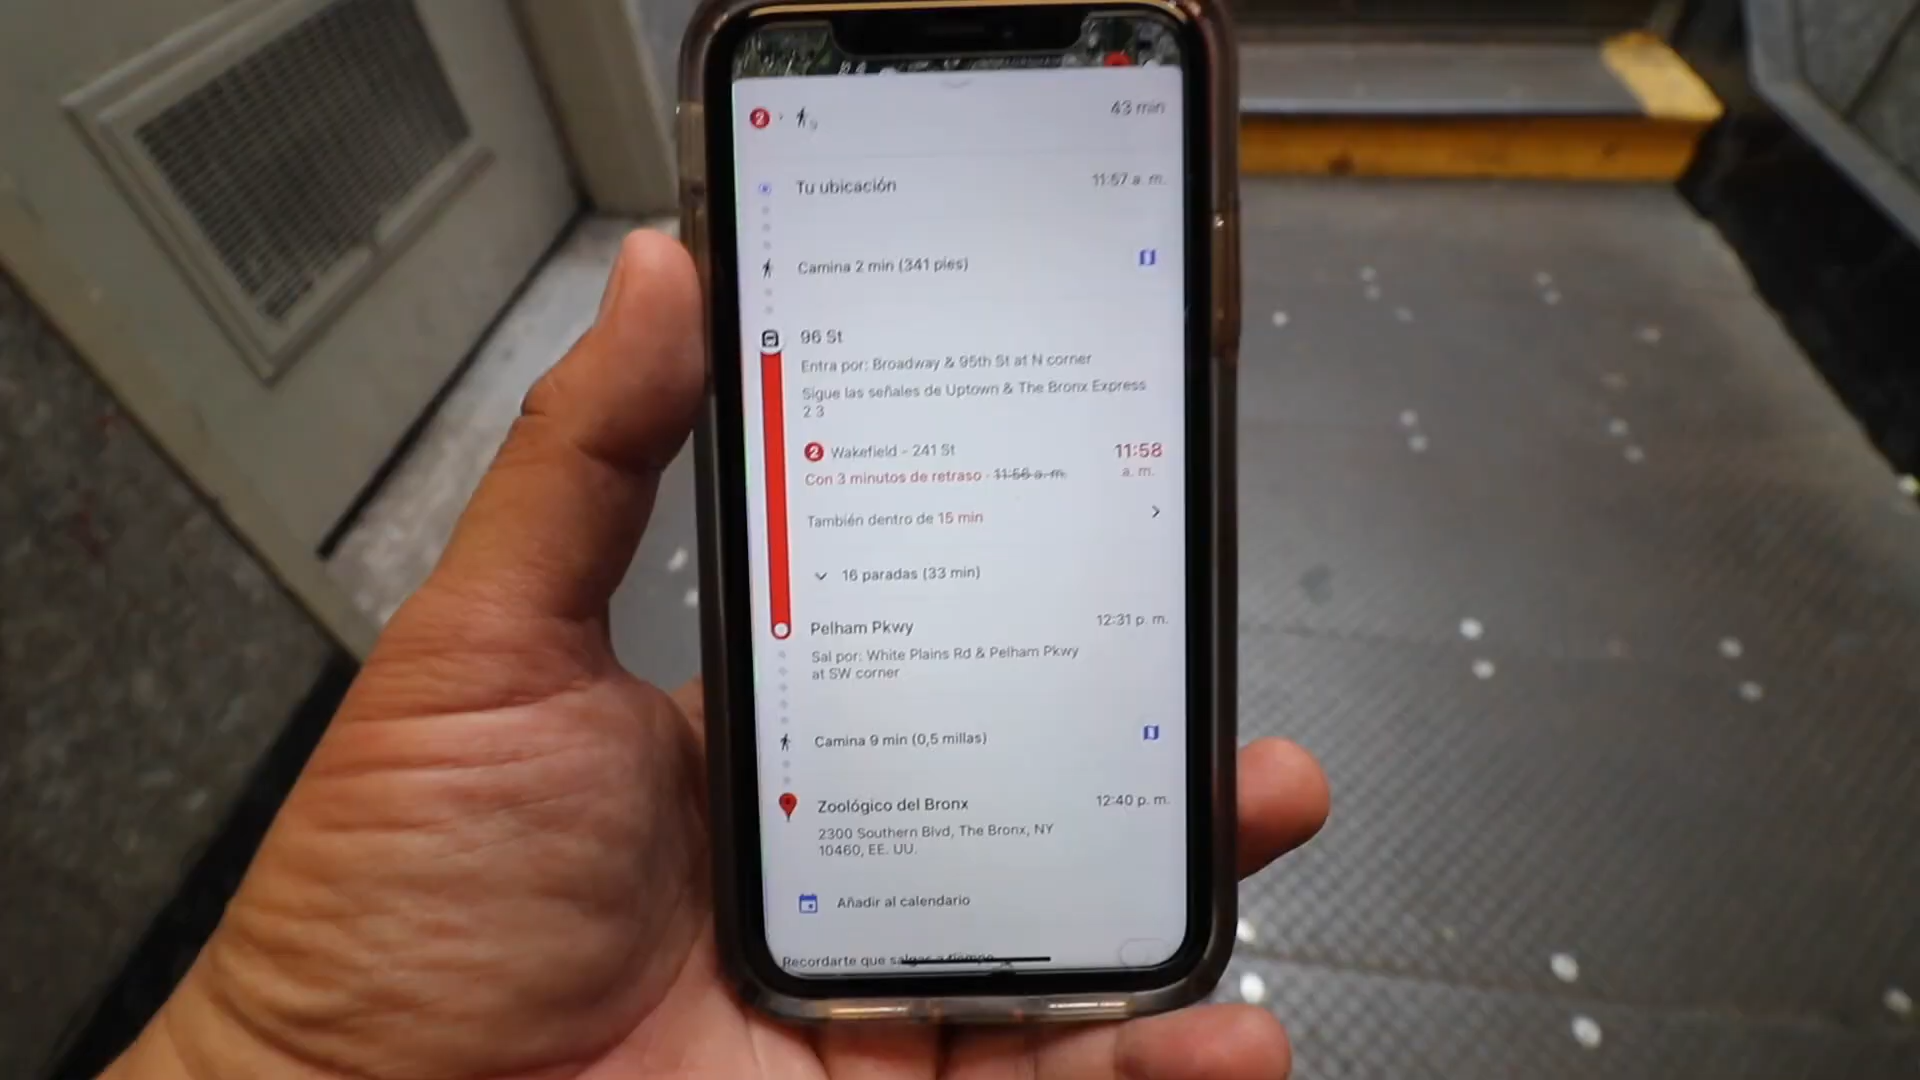 2
43 min
Tu ubicación
11:57 a. m.
Camina 2 min (341 pies)
96 St
Entra por: Broadway & 95th St at N corner
Sigue las señales de Uptown & The Bronx Express
2 3
2 Wakefield - 241 St
11:58
a. m.
Con 3 minutos de retraso ·
También dentro de 15 min
16 paradas (33 min)
Pelham Pkwy
12:31 p. m.
Sal por: White Plains Rd & Pelham Pkwy
at SW corner
Camina 9 min (0,5 millas)
Zoológico del Bronx
12:40 p. m.
2300 Southern Blvd, The Bronx, NY
10460, EE. UU.
Añadir al calendario
Recordarte que salgas a tiempo